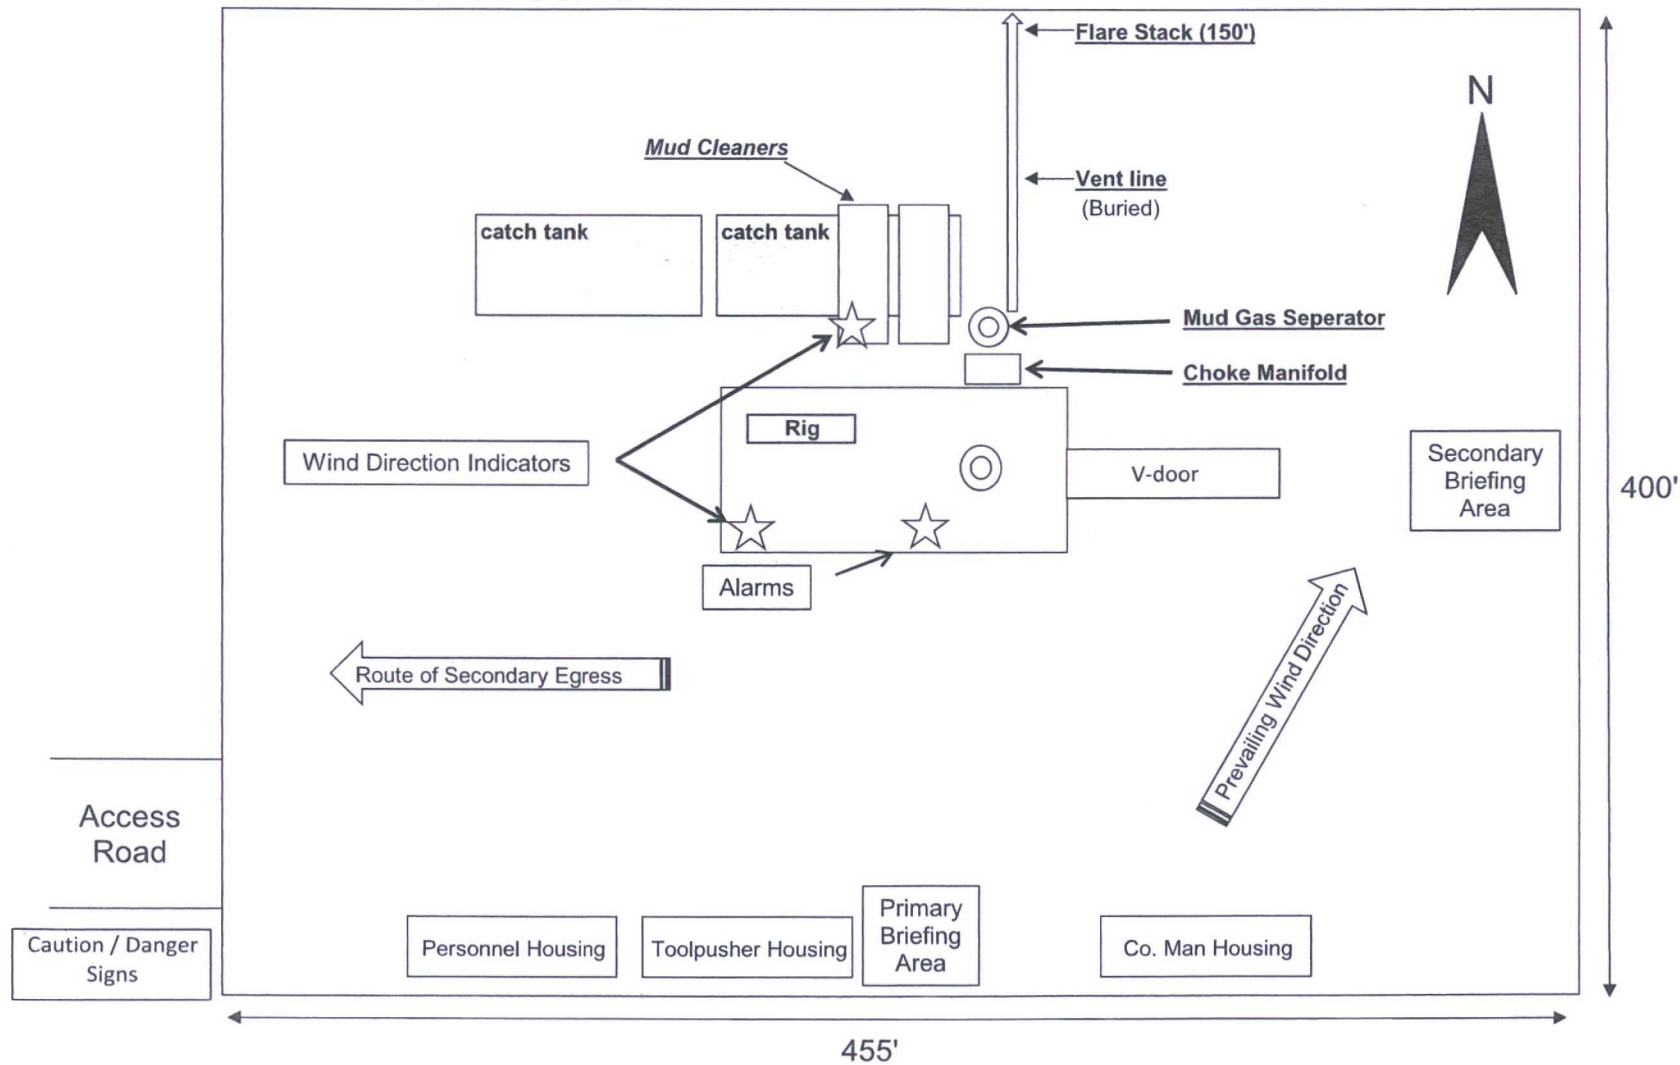 Flare Stack (150')
N
Mud Cleaners
Vent line
(Buried)
catch tank
catch tank
Mud Gas Seperator
Choke Manifold
Rig
Wind Direction Indicators
V-door
Secondary
Briefing
Area
400'
Alarms
Prevailing Wind Direction
Route of Secondary Egress
Access
Road
Primary
Briefing
Area
Caution / Danger
Signs
Personnel Housing
Toolpusher Housing
Co. Man Housing
455'